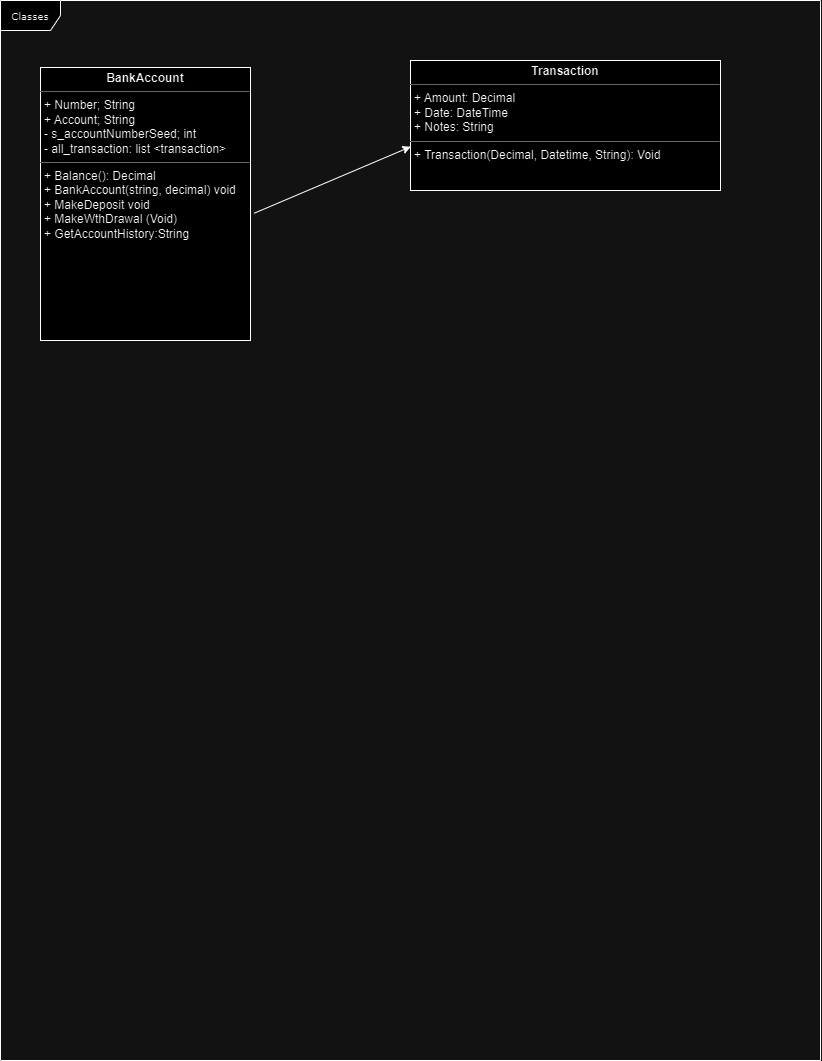 Classes
BankAccount
+ Number; String
+ Account; String
- s_accountNumberSeed; int
- all_transaction: list <transaction>
+ Balance(): Decimal
+ BankAccount(string, decimal) void
+ MakeDeposit void
+ MakeWthDrawal (Void)
+ GetAccountHistory:String
Transaction
+ Amount: Decimal
+ Date: DateTime
+ Notes: String
+ Transaction(Decimal, Datetime, String): Void